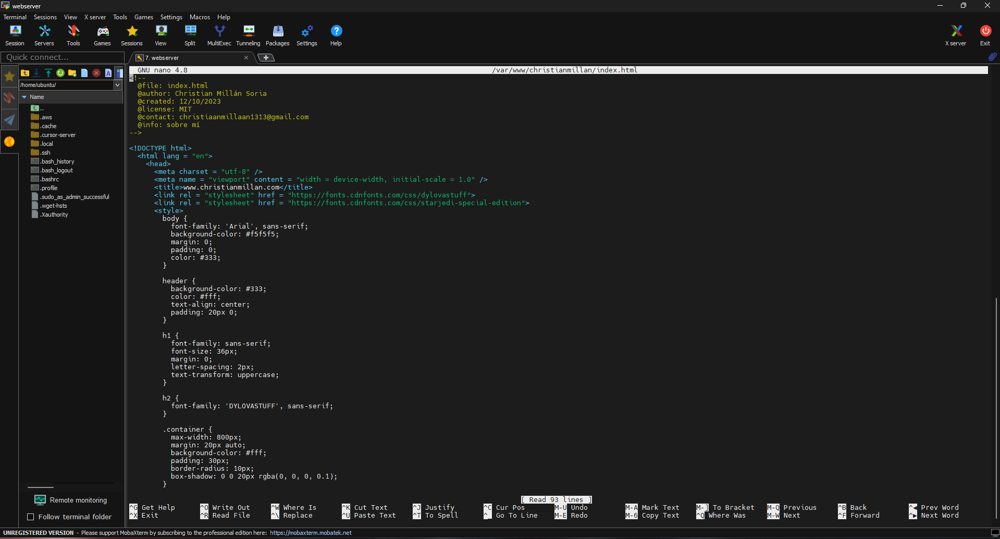 webserver
Terminal Sessions View X server Tools Games Settings Macros Help
Session Servers Tools Games Sessions View Split MultiExec Tunneling Packages Settings Help X server Exit
Quick connect...
7. webserver
/home/ubuntu/
Name
..
.aws
.cache
.cursor-server
.local
.ssh
.bash_history
.bash_logout
.bashrc
.profile
.sudo_as_admin_successful
.wget-hsts
.Xauthority
Remote monitoring
Follow terminal folder
GNU nano 4.8 /var/www/christianmillan/index.html
<!--
@file: index.html
@author: Christian Millán Soria
@created: 12/10/2023
@license: MIT
@contact: christiaanmillaan1313@gmail.com
@info: sobre mí
-->
<!DOCTYPE html>
<html lang = "en">
<head>
<meta charset = "utf-8" />
<meta name = "viewport" content = "width = device-width, initial-scale = 1.0" />
<title>www.christianmillan.com</title>
<link rel = "stylesheet" href = "https://fonts.cdnfonts.com/css/dylovastuff">
<link rel = "stylesheet" href = "https://fonts.cdnfonts.com/css/starjedi-special-edition">
<style>
body {
font-family: 'Arial', sans-serif;
background-color: #f5f5f5;
margin: 0;
padding: 0;
color: #333;
}
header {
background-color: #333;
color: #fff;
text-align: center;
padding: 20px 0;
}
h1 {
font-family: sans-serif;
font-size: 36px;
margin: 0;
letter-spacing: 2px;
text-transform: uppercase;
}
h2 {
font-family: 'DYLOVASTUFF', sans-serif;
}
.container {
max-width: 800px;
margin: 20px auto;
background-color: #fff;
padding: 30px;
border-radius: 10px;
box-shadow: 0 0 20px rgba(0, 0, 0, 0.1);
}
[ Read 93 lines ]
^G Get Help ^O Write Out ^W Where Is ^K Cut Text ^J Justify ^C Cur Pos M-U Undo M-A Mark Text M-] To Bracket M-Q Previous ^B Back ^◀ Prev Word
^X Exit ^R Read File ^\ Replace ^U Paste Text ^T To Spell ^_ Go To Line M-E Redo M-6 Copy Text ^Q Where Was M-W Next ^F Forward ^▶ Next Word
UNREGISTERED VERSION - Please support MobaXterm by subscribing to the professional edition here: https://mobaxterm.mobatek.net